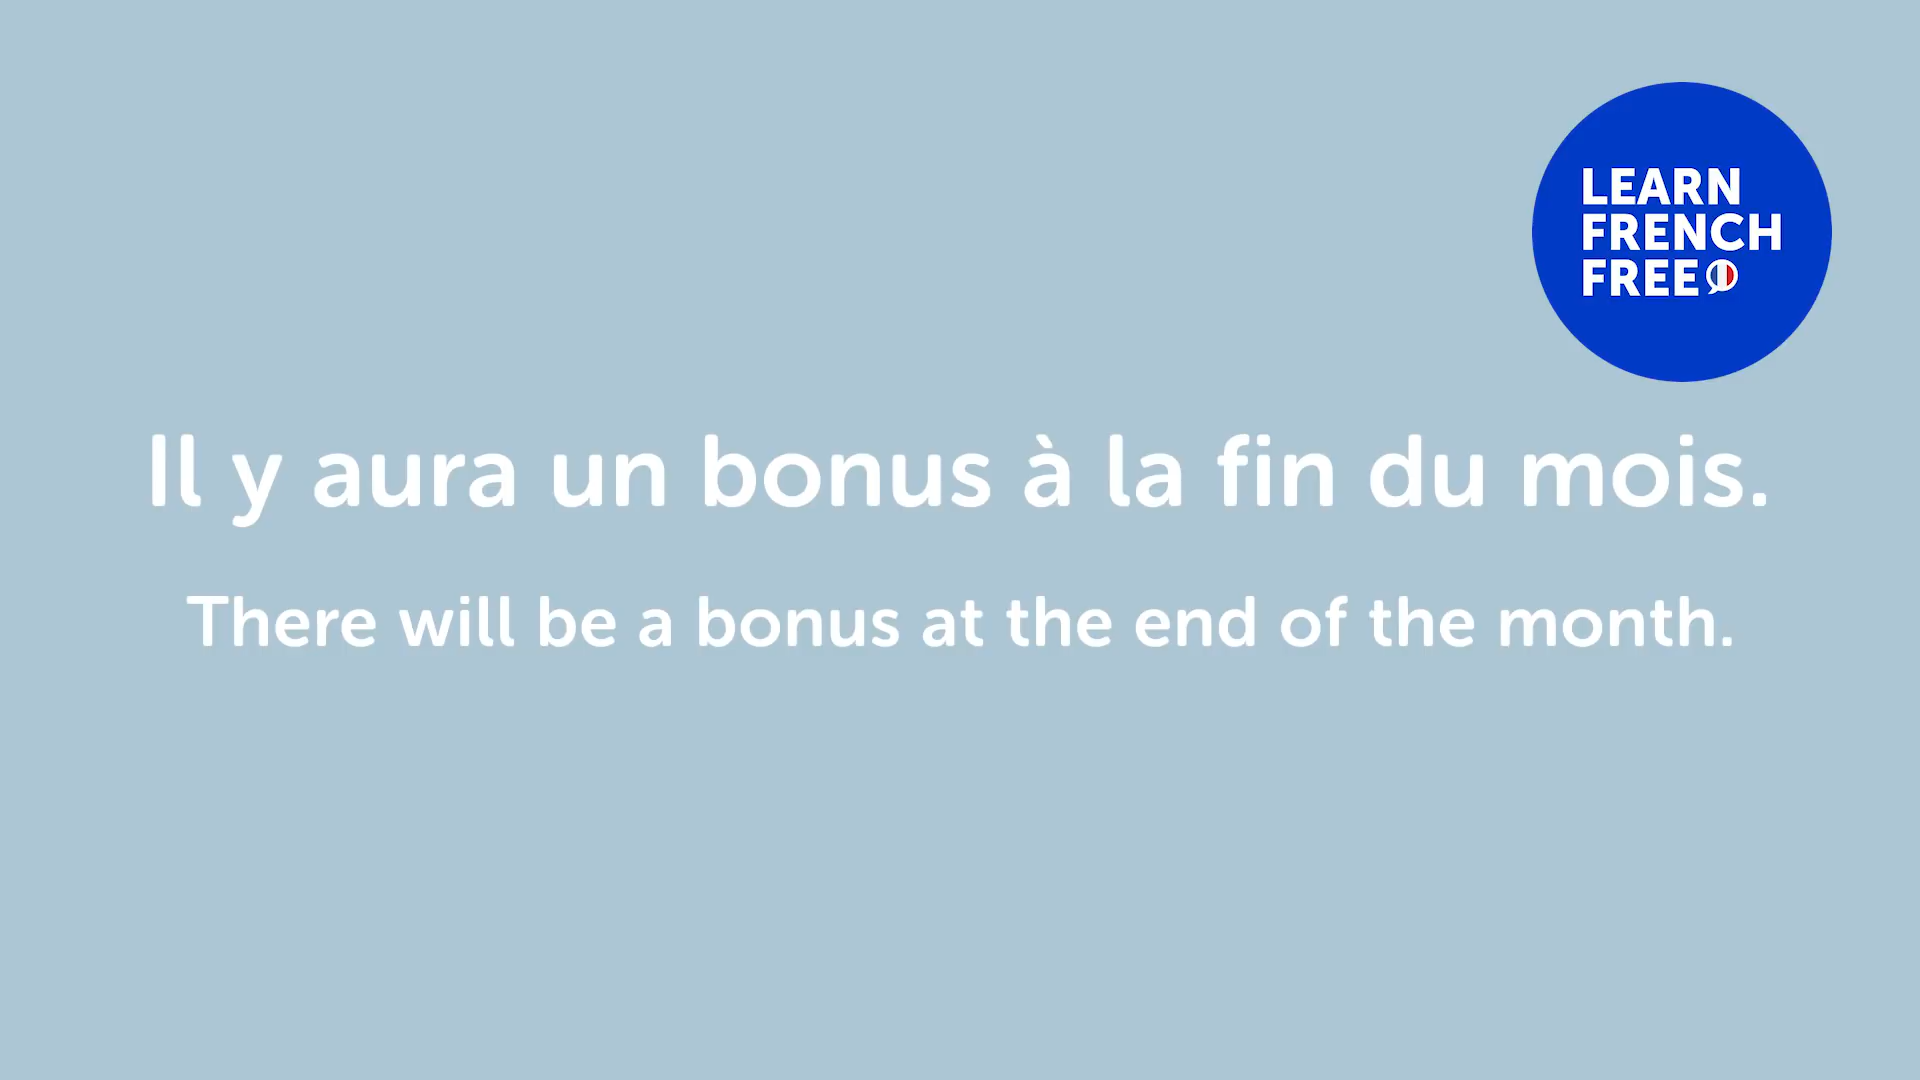 LEARN
FRENCH
FREE
Il y aura un bonus à la fin du mois.
There will be a bonus at the end of the month.